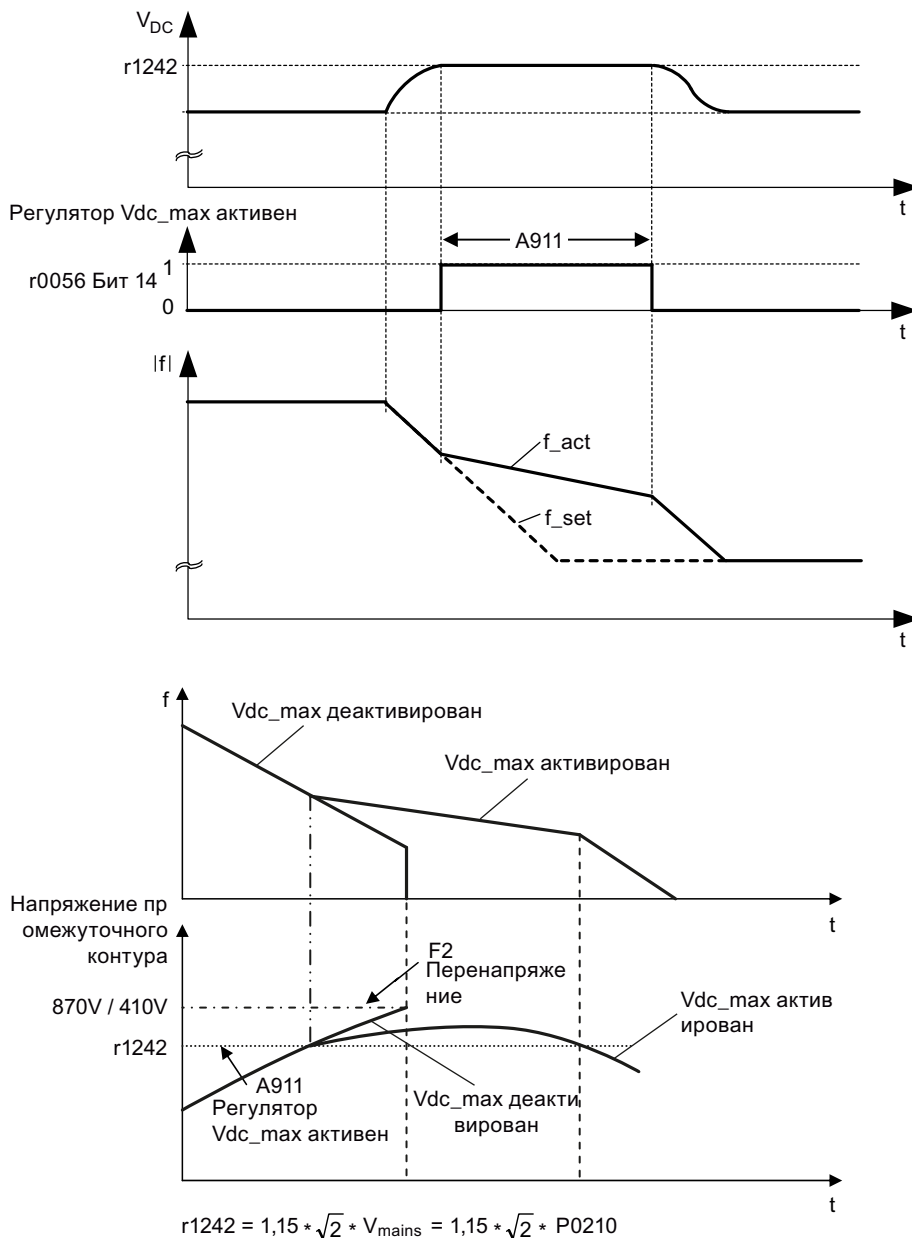 V_DC
r1242
t
Регулятор Vdc_max активен
A911
r0056 Бит 14
1
0
t
|f|
f_act
f_set
t
f
Vdc_max деактивирован
Vdc_max активирован
t
Напряжение пр
омежуточного
контура
F2
Перенапряже
ние
870V / 410V
Vdc_max актив
ирован
r1242
A911
Регулятор
Vdc_max активен
Vdc_max деакти
вирован
t
r1242 = 1,15 * √2 * V_mains = 1,15 * √2 * P0210